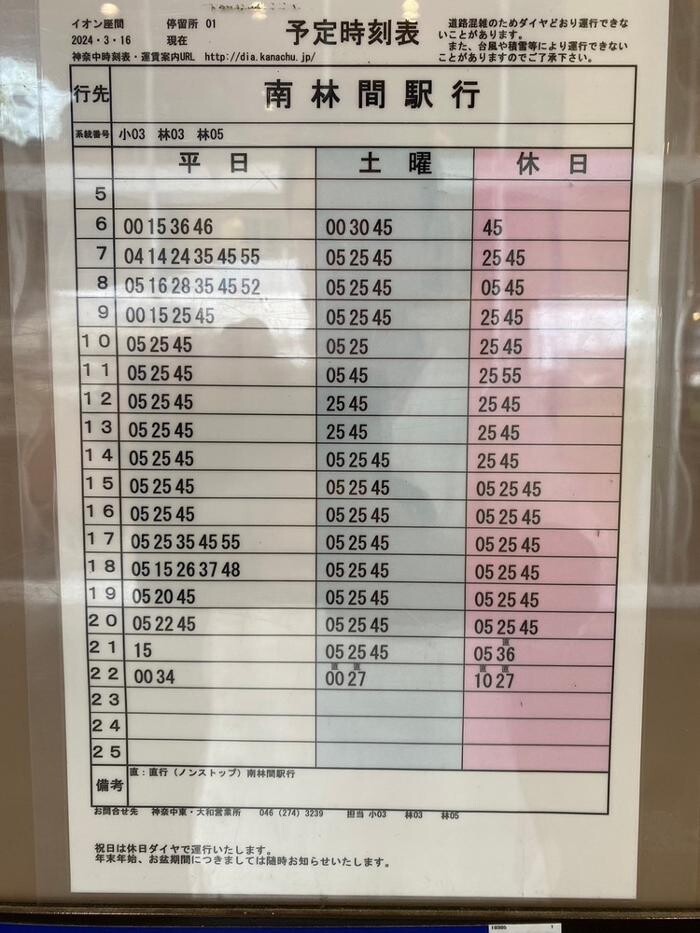 イオン座間 停留所 01
2024・3・16 現在
神奈中時刻表・運賃案内URL http://dia.kanachu.jp/
予定時刻表
道路混雑のためダイヤどおり運行できな
いことがあります。
また、台風や積雪等により運行できない
ことがありますのでご了承下さい。
行先 南林間駅行
系統番号 小03 林03 林05
平日 土曜 休日
5
6 00 15 36 46 00 30 45 45
7 04 14 24 35 45 55 05 25 45 25 45
8 05 16 28 35 45 52 05 25 45 05 45
9 00 15 25 45 05 25 45 25 45
10 05 25 45 05 25 25 45
11 05 25 45 05 45 25 55
12 05 25 45 25 45 25 45
13 05 25 45 25 45 25 45
14 05 25 45 05 25 45 25 45
15 05 25 45 05 25 45 05 25 45
16 05 25 45 05 25 45 05 25 45
17 05 25 35 45 55 05 25 45 05 25 45
18 05 15 26 37 48 05 25 45 05 25 45
19 05 20 45 05 25 45 05 25 45
20 05 22 45 05 25 45 05 25 45
直
21 15 05 25 45 05 36
直 直 直 直
22 00 34 00 27 10 27
23
24
25
備考 直：直行（ノンストップ）南林間駅行
お問合せ先 神奈中東・大和営業所 046（274）3239 担当 小03 林03 林05
祝日は休日ダイヤで運行いたします。
年末年始、お盆期間につきましては随時お知らせいたします。